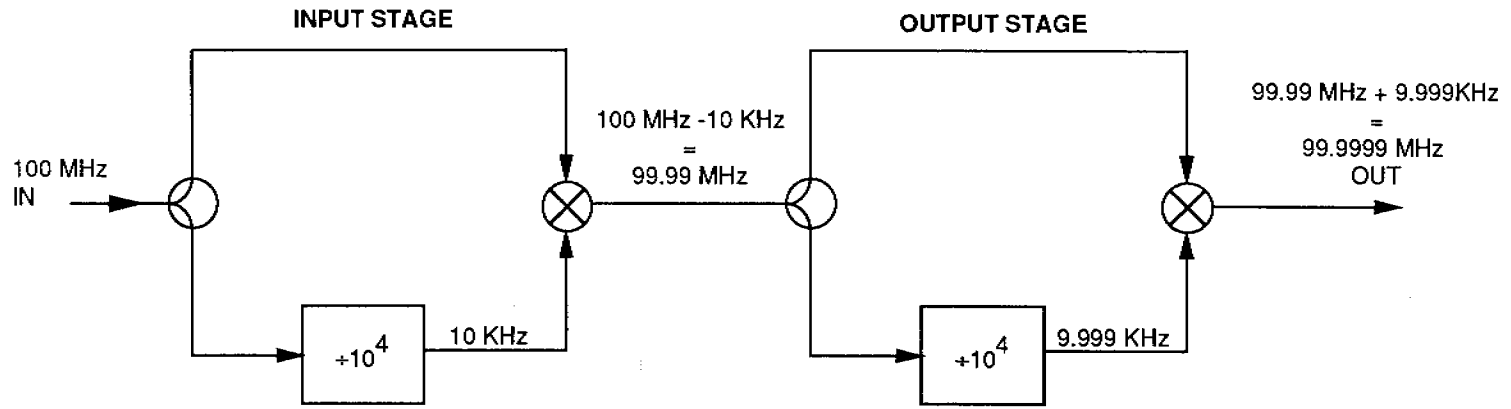 INPUT STAGE
OUTPUT STAGE
100 MHz
IN
100 MHz -10 KHz
=
99.99 MHz
99.99 MHz + 9.999KHz
=
99.9999 MHz
OUT
÷10⁴
10 KHz
÷10⁴
9.999 KHz